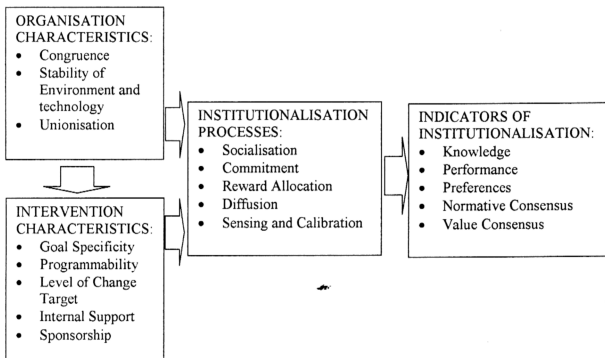 ORGANISATION
CHARACTERISTICS:
• Congruence
• Stability of
Environment and
technology
• Unionisation
INTERVENTION
CHARACTERISTICS:
• Goal Specificity
• Programmability
• Level of Change
Target
• Internal Support
• Sponsorship
INSTITUTIONALISATION
PROCESSES:
• Socialisation
• Commitment
• Reward Allocation
• Diffusion
• Sensing and Calibration
INDICATORS OF
INSTITUTIONALISATION:
• Knowledge
• Performance
• Preferences
• Normative Consensus
• Value Consensus